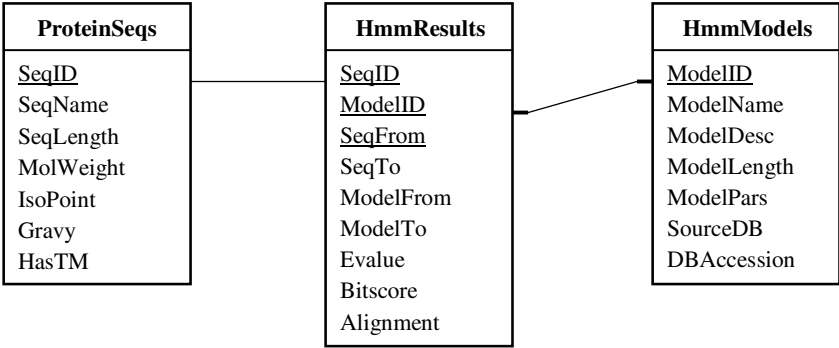 ProteinSeqs
SeqID
SeqName
SeqLength
MolWeight
IsoPoint
Gravy
HasTM
HmmResults
SeqID
ModelID
SeqFrom
SeqTo
ModelFrom
ModelTo
Evalue
Bitscore
Alignment
HmmModels
ModelID
ModelName
ModelDesc
ModelLength
ModelPars
SourceDB
DBAccession